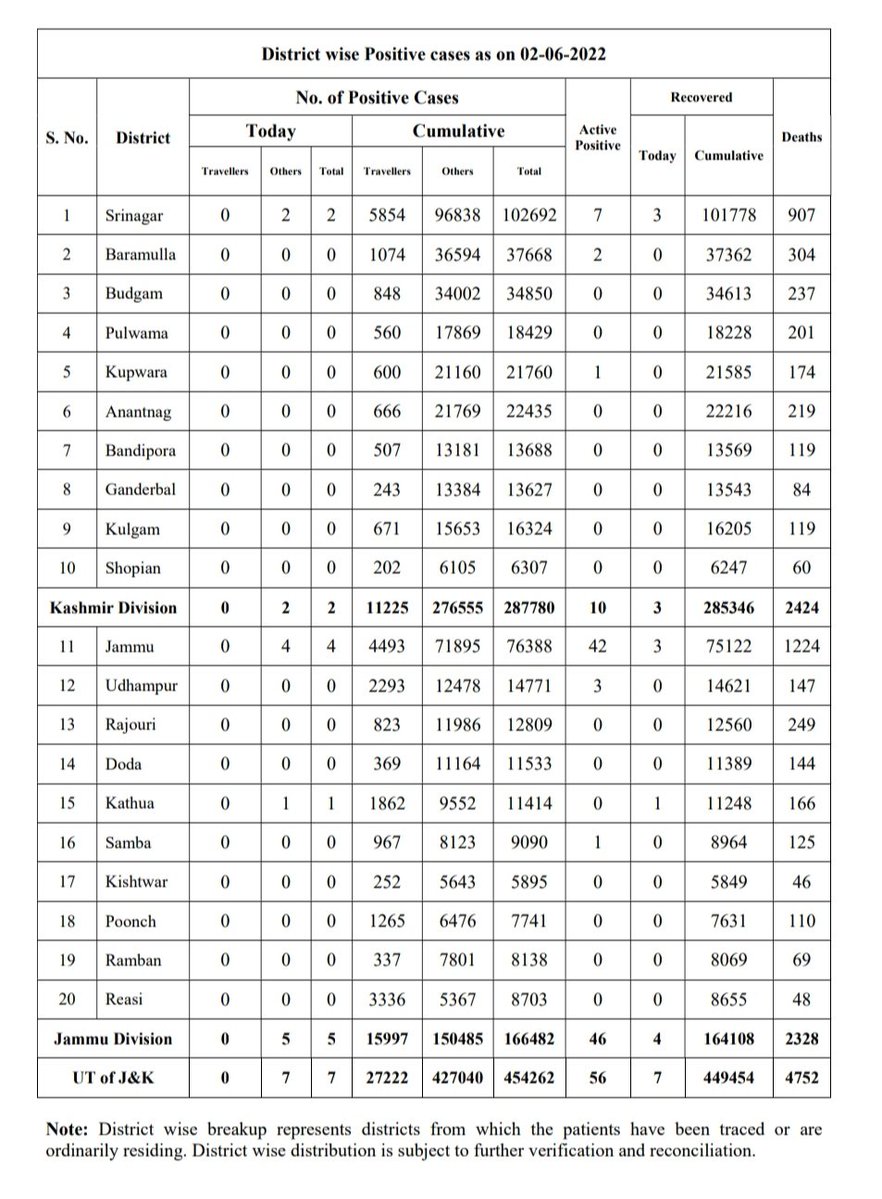 District wise Positive cases as on 02-06-2022
S. No. District No. of Positive Cases Active Positive Recovered Deaths
Today Cumulative Today Cumulative
Travellers Others Total Travellers Others Total
1 Srinagar 0 2 2 5854 96838 102692 7 3 101778 907
2 Baramulla 0 0 0 1074 36594 37668 2 0 37362 304
3 Budgam 0 0 0 848 34002 34850 0 0 34613 237
4 Pulwama 0 0 0 560 17869 18429 0 0 18228 201
5 Kupwara 0 0 0 600 21160 21760 1 0 21585 174
6 Anantnag 0 0 0 666 21769 22435 0 0 22216 219
7 Bandipora 0 0 0 507 13181 13688 0 0 13569 119
8 Ganderbal 0 0 0 243 13384 13627 0 0 13543 84
9 Kulgam 0 0 0 671 15653 16324 0 0 16205 119
10 Shopian 0 0 0 202 6105 6307 0 0 6247 60
Kashmir Division 0 2 2 11225 276555 287780 10 3 285346 2424
11 Jammu 0 4 4 4493 71895 76388 42 3 75122 1224
12 Udhampur 0 0 0 2293 12478 14771 3 0 14621 147
13 Rajouri 0 0 0 823 11986 12809 0 0 12560 249
14 Doda 0 0 0 369 11164 11533 0 0 11389 144
15 Kathua 0 1 1 1862 9552 11414 0 1 11248 166
16 Samba 0 0 0 967 8123 9090 1 0 8964 125
17 Kishtwar 0 0 0 252 5643 5895 0 0 5849 46
18 Poonch 0 0 0 1265 6476 7741 0 0 7631 110
19 Ramban 0 0 0 337 7801 8138 0 0 8069 69
20 Reasi 0 0 0 3336 5367 8703 0 0 8655 48
Jammu Division 0 5 5 15997 150485 166482 46 4 164108 2328
UT of J&K 0 7 7 27222 427040 454262 56 7 449454 4752
Note: District wise breakup represents districts from which the patients have been traced or are
ordinarily residing. District wise distribution is subject to further verification and reconciliation.